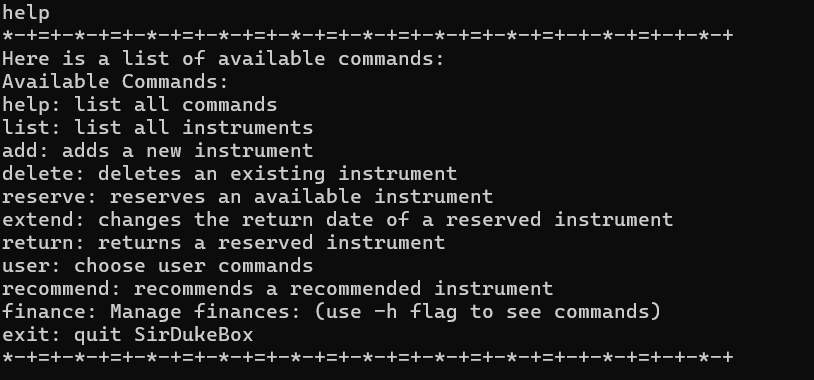 help
*-+=+-*-+=+-*-+=+-*-+=+-*-+=+-*-+=+-*-+=+-*-+=+-*-+=+-+-*-+
Here is a list of available commands:
Available Commands:
help: list all commands
list: list all instruments
add: adds a new instrument
delete: deletes an existing instrument
reserve: reserves an available instrument
extend: changes the return date of a reserved instrument
return: returns a reserved instrument
user: choose user commands
recommend: recommends a recommended instrument
finance: Manage finances: (use -h flag to see commands)
exit: quit SirDukeBox
*-+=+-*-+=+-*-+=+-*-+=+-*-+=+-*-+=+-*-+=+-*-+=+-*-+=+-+-*-+